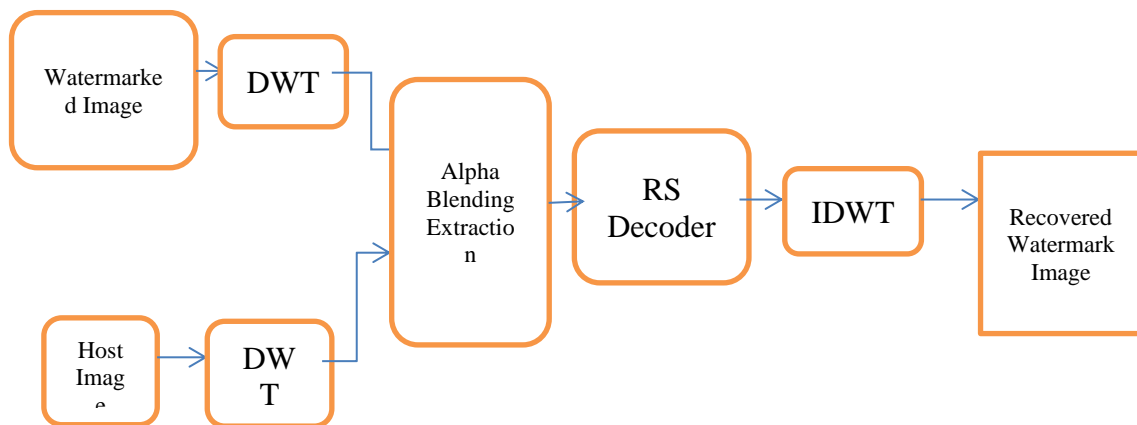 Watermarke
d Image
DWT
Alpha
Blending
Extractio
n
RS
Decoder
IDWT
Recovered
Watermark
Image
Host
Imag
e
DW
T